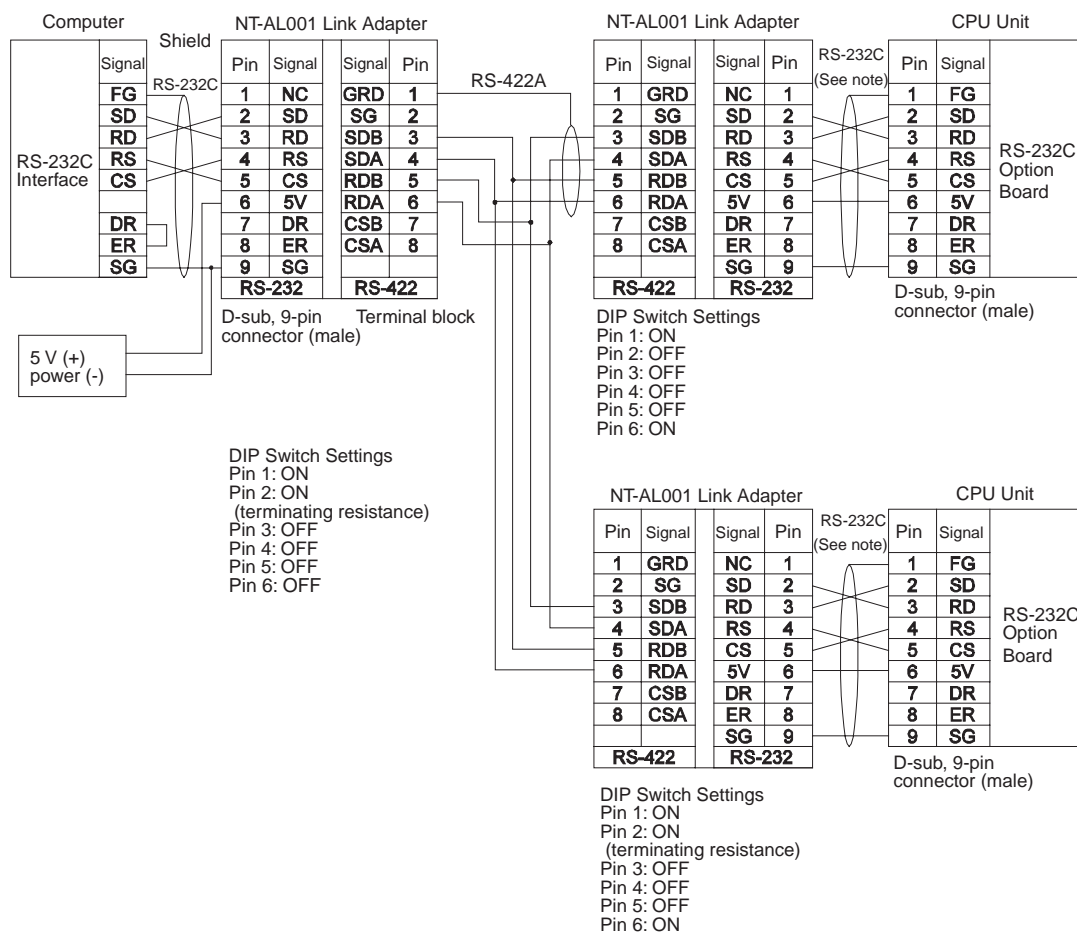 Computer
Shield
RS-232C
RS-232C
Interface
Signal
FG
SD
RD
RS
CS
DR
ER
SG
5 V (+)
power (-)
NT-AL001 Link Adapter
Pin Signal Signal Pin
1 NC GRD 1
2 SD SG 2
3 RD SDB 3
4 RS SDA 4
5 CS RDB 5
6 5V RDA 6
7 DR CSB 7
8 ER CSA 8
9 SG
RS-232 RS-422
D-sub, 9-pin
connector (male)
Terminal block
RS-422A
DIP Switch Settings
Pin 1: ON
Pin 2: ON
(terminating resistance)
Pin 3: OFF
Pin 4: OFF
Pin 5: OFF
Pin 6: OFF
NT-AL001 Link Adapter
Pin Signal Signal Pin
1 GRD NC 1
2 SG SD 2
3 SDB RD 3
4 SDA RS 4
5 RDB CS 5
6 RDA 5V 6
7 CSB DR 7
8 CSA ER 8
SG 9
RS-422 RS-232
RS-232C
(See note)
CPU Unit
Pin Signal
1 FG
2 SD
3 RD
4 RS
5 CS
6 5V
7 DR
8 ER
9 SG
RS-232C
Option
Board
D-sub, 9-pin
connector (male)
DIP Switch Settings
Pin 1: ON
Pin 2: OFF
Pin 3: OFF
Pin 4: OFF
Pin 5: OFF
Pin 6: ON
NT-AL001 Link Adapter
Pin Signal Signal Pin
1 GRD NC 1
2 SG SD 2
3 SDB RD 3
4 SDA RS 4
5 RDB CS 5
6 RDA 5V 6
7 CSB DR 7
8 CSA ER 8
SG 9
RS-422 RS-232
RS-232C
(See note)
CPU Unit
Pin Signal
1 FG
2 SD
3 RD
4 RS
5 CS
6 5V
7 DR
8 ER
9 SG
RS-232C
Option
Board
D-sub, 9-pin
connector (male)
DIP Switch Settings
Pin 1: ON
Pin 2: ON
(terminating resistance)
Pin 3: OFF
Pin 4: OFF
Pin 5: OFF
Pin 6: ON